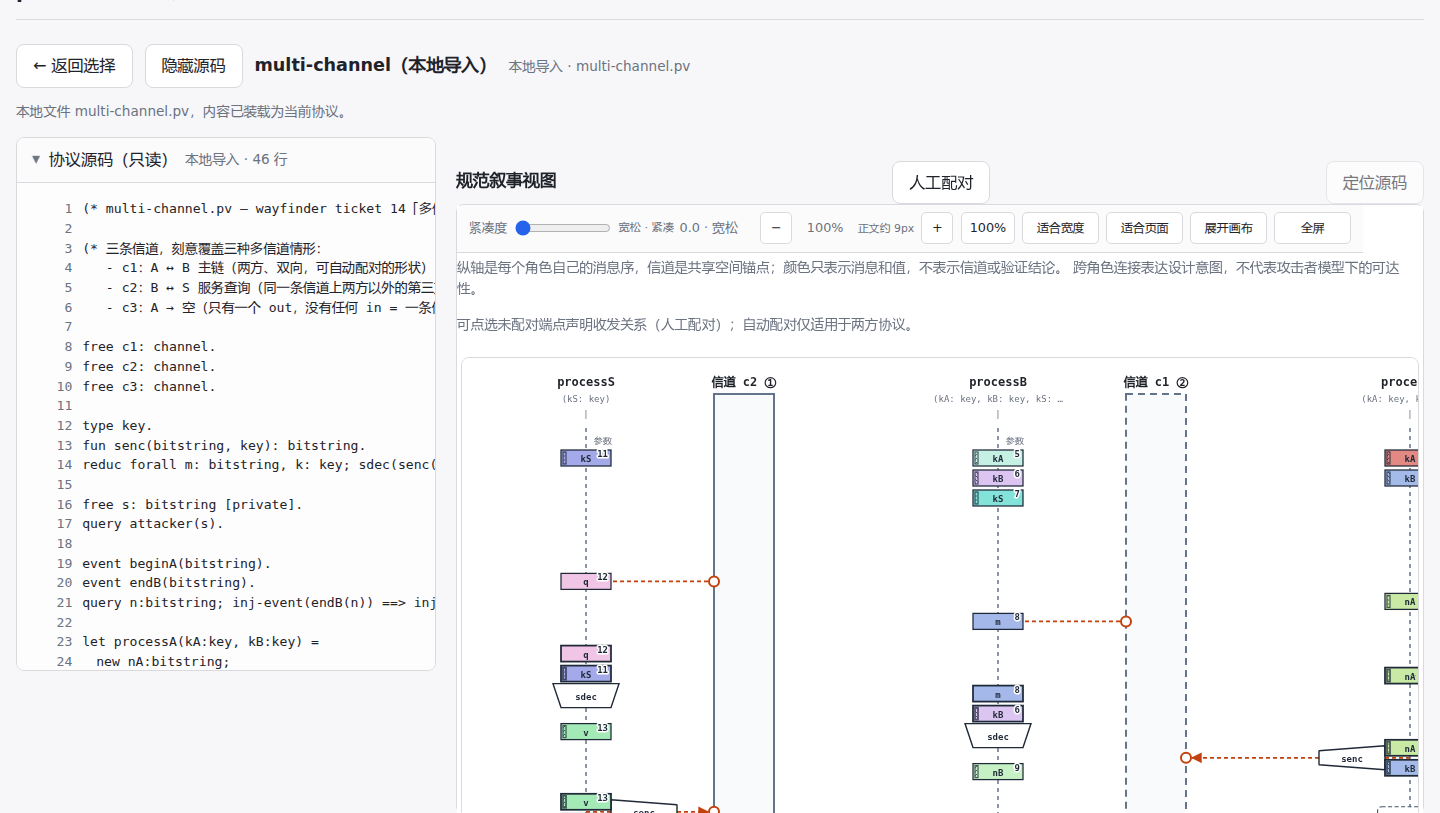 ← 返回选择
隐藏源码
multi-channel（本地导入）
本地导入 · multi-channel.pv
本地文件 multi-channel.pv，内容已装载为当前协议。
▼ 协议源码（只读） 本地导入 · 46 行
1 (* multi-channel.pv — wayfinder ticket 14「多
2
3 (* 三条信道，刻意覆盖三种多信道情形：
4 - c1：A ↔ B 主链（两方、双向，可自动配对的形状）
5 - c2：B ↔ S 服务查询（同一条信道上两方以外的第三
6 - c3：A → 空（只有一个 out，没有任何 in = 一条
7
8 free c1: channel.
9 free c2: channel.
10 free c3: channel.
11
12 type key.
13 fun senc(bitstring, key): bitstring.
14 reduc forall m: bitstring, k: key; sdec(senc(
15
16 free s: bitstring [private].
17 query attacker(s).
18
19 event beginA(bitstring).
20 event endB(bitstring).
21 query n:bitstring; inj-event(endB(n)) ==> inj
22
23 let processA(kA:key, kB:key) =
24 new nA:bitstring;
规范叙事视图
人工配对
定位源码
紧凑度 宽松 · 紧凑 0.0 · 宽松 − 100% 正文约 9px + 100% 适合宽度 适合页面 展开画布 全屏
纵轴是每个角色自己的消息序，信道是共享空间锚点；颜色只表示消息和值，不表示信道或验证结论。 跨角色连接表达设计意图，不代表攻击者模型下的可达
性。
可点选未配对端点声明收发关系（人工配对）；自动配对仅适用于两方协议。
processS
(kS: key)
参数
kS 11
q 12
q 12
kS 11
sdec
v 13
v 13
senc
信道 c2 ①
processB
(kA: key, kB: key, kS: …
参数
kA 5
kB 6
kS 7
m 8
m 8
kB 6
sdec
nB 9
信道 c1 ②
proce
(kA: key, k
kA
kB
nA
nA
senc
nA
kB